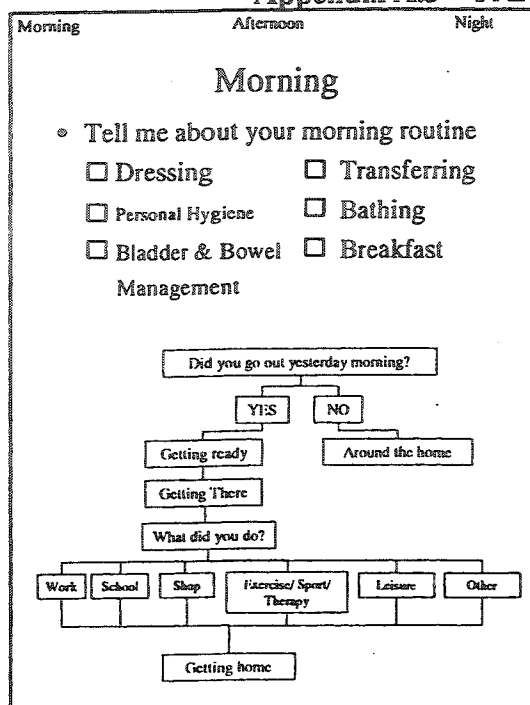 Morning Afternoon Night
Morning
• Tell me about your morning routine
Dressing Transferring
Personal Hygiene Bathing
Bladder & Bowel Breakfast
Management
Did you go out yesterday morning?
YES NO
Getting ready Around the home
Getting There
What did you do?
Work School Shop Exercise/ Sport/ Leisure Other
Therapy
Getting home